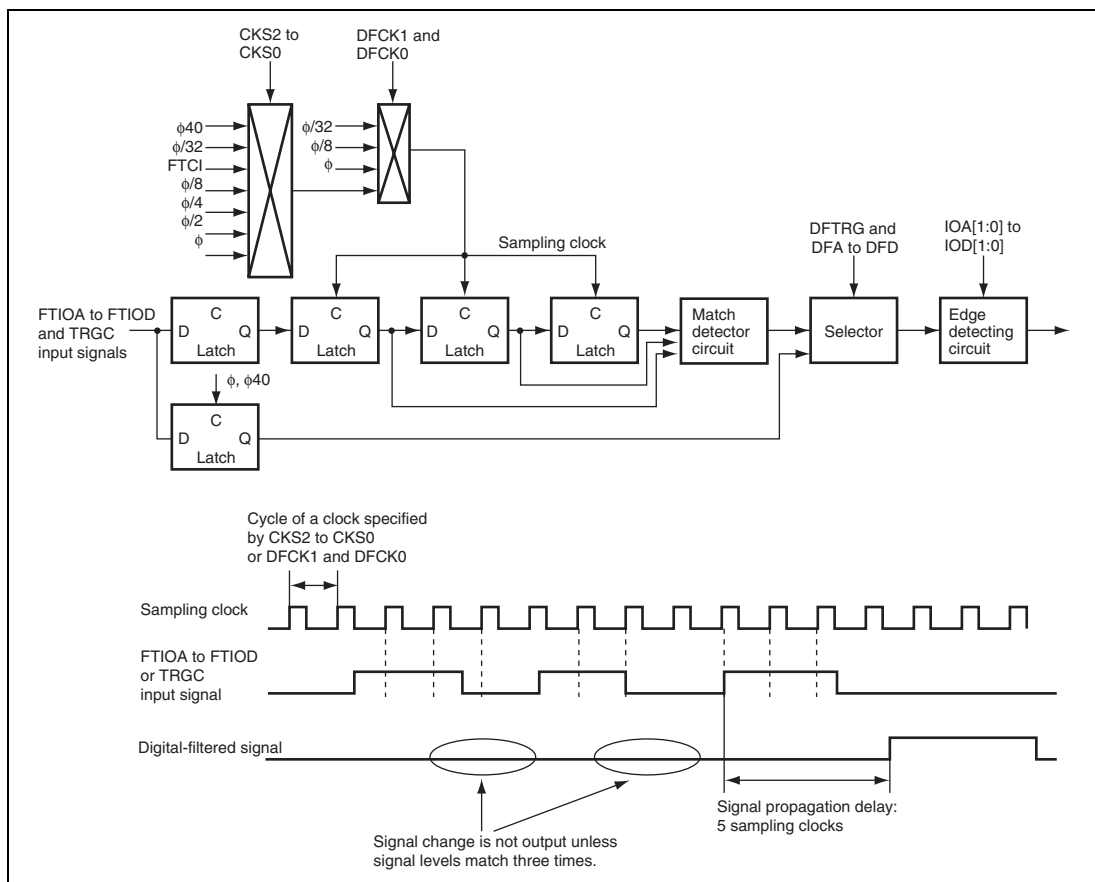 CKS2 to
CKS0
DFCK1 and
DFCK0
ϕ40
ϕ/32
FTCI
ϕ/8
ϕ/4
ϕ/2
ϕ
ϕ/32
ϕ/8
ϕ
Sampling clock
DFTRG and
DFA to DFD
IOA[1:0] to
IOD[1:0]
FTIOA to FTIOD
and TRGC
input signals
C
D Q
Latch
C
D Q
Latch
C
D Q
Latch
C
D Q
Latch
Match
detector
circuit
Selector
Edge
detecting
circuit
ϕ, ϕ40
C
D Q
Latch
Cycle of a clock specified
by CKS2 to CKS0
or DFCK1 and DFCK0
Sampling clock
FTIOA to FTIOD
or TRGC
input signal
Digital-filtered signal
Signal propagation delay:
5 sampling clocks
Signal change is not output unless
signal levels match three times.